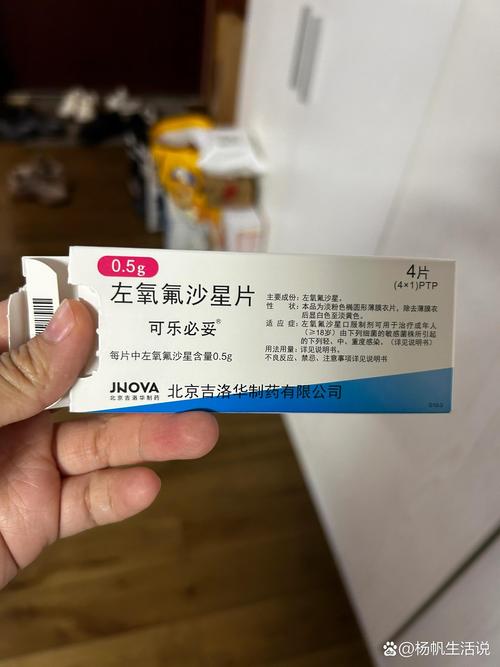 0.5g
左氧氟沙星片
可乐必妥®
每片中左氧氟沙星含量0.5g
JNOVA
北京吉洛华制药
北京吉洛华制药有限公司
4片
(4×1)PTP
主要成份：左氧氟沙星。
性　状：本品为淡粉色椭圆形薄膜衣片，除去薄膜衣
后显白色至淡黄色。
适 应 症：左氧氟沙星口服制剂可用于治疗成年人
(≥18岁）由下列细菌的敏感菌株所引起
的下列轻、中、重度感染。（详见说明书）
用法用量：详见说明书。
不良反应、禁忌、注意事项详见说明书
@杨帆生活说